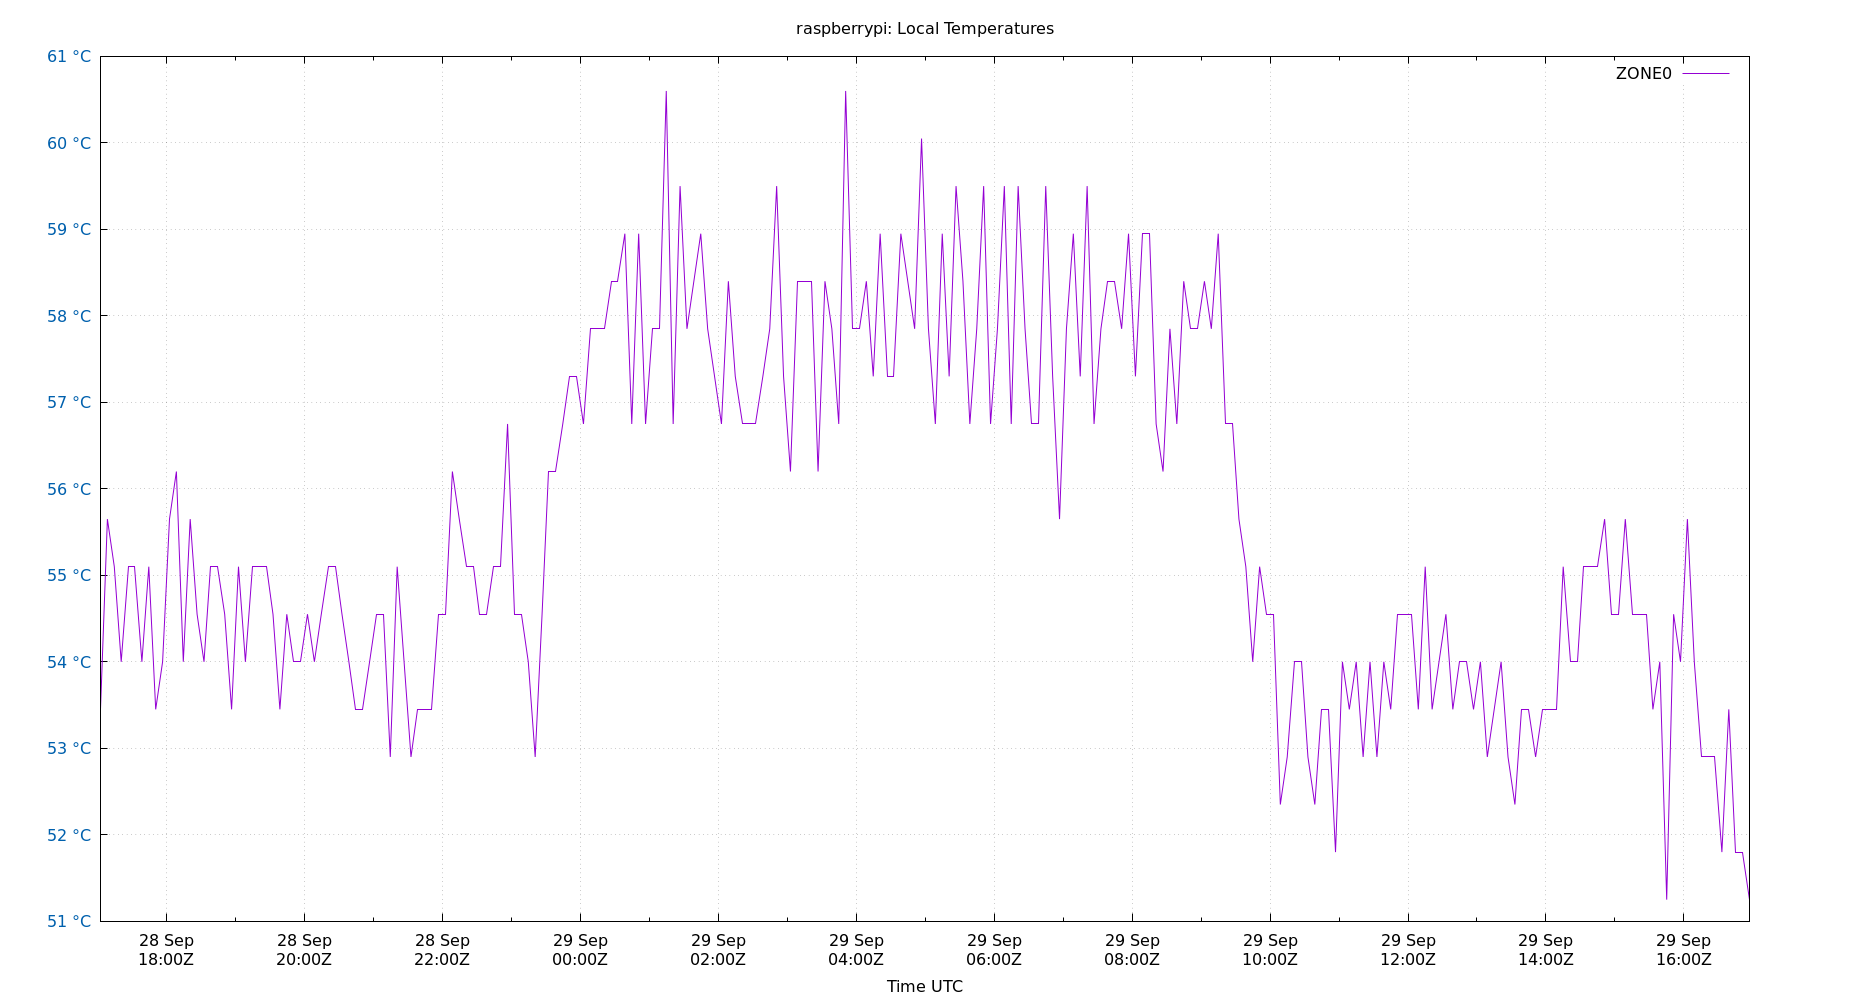 raspberrypi: Local Temperatures
61 °C
60 °C
59 °C
58 °C
57 °C
56 °C
55 °C
54 °C
53 °C
52 °C
51 °C
ZONE0
28 Sep 28 Sep 28 Sep 29 Sep 29 Sep 29 Sep 29 Sep 29 Sep 29 Sep 29 Sep 29 Sep 29 Sep
18:00Z 20:00Z 22:00Z 00:00Z 02:00Z 04:00Z 06:00Z 08:00Z 10:00Z 12:00Z 14:00Z 16:00Z
Time UTC